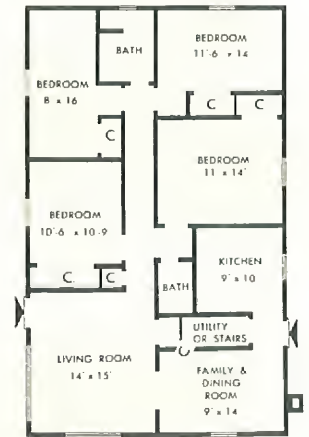 BATH
BEDROOM
11'-6 x 14
BEDROOM
8 x 16
C
C
C
BEDROOM
11 x 14'
BEDROOM
10'-6 x 10-9
KITCHEN
9' x 10
C
C
BATH
UTILITY
OR STAIRS
C
LIVING ROOM
14' x 15'
FAMILY &
DINING
ROOM
9' x 14